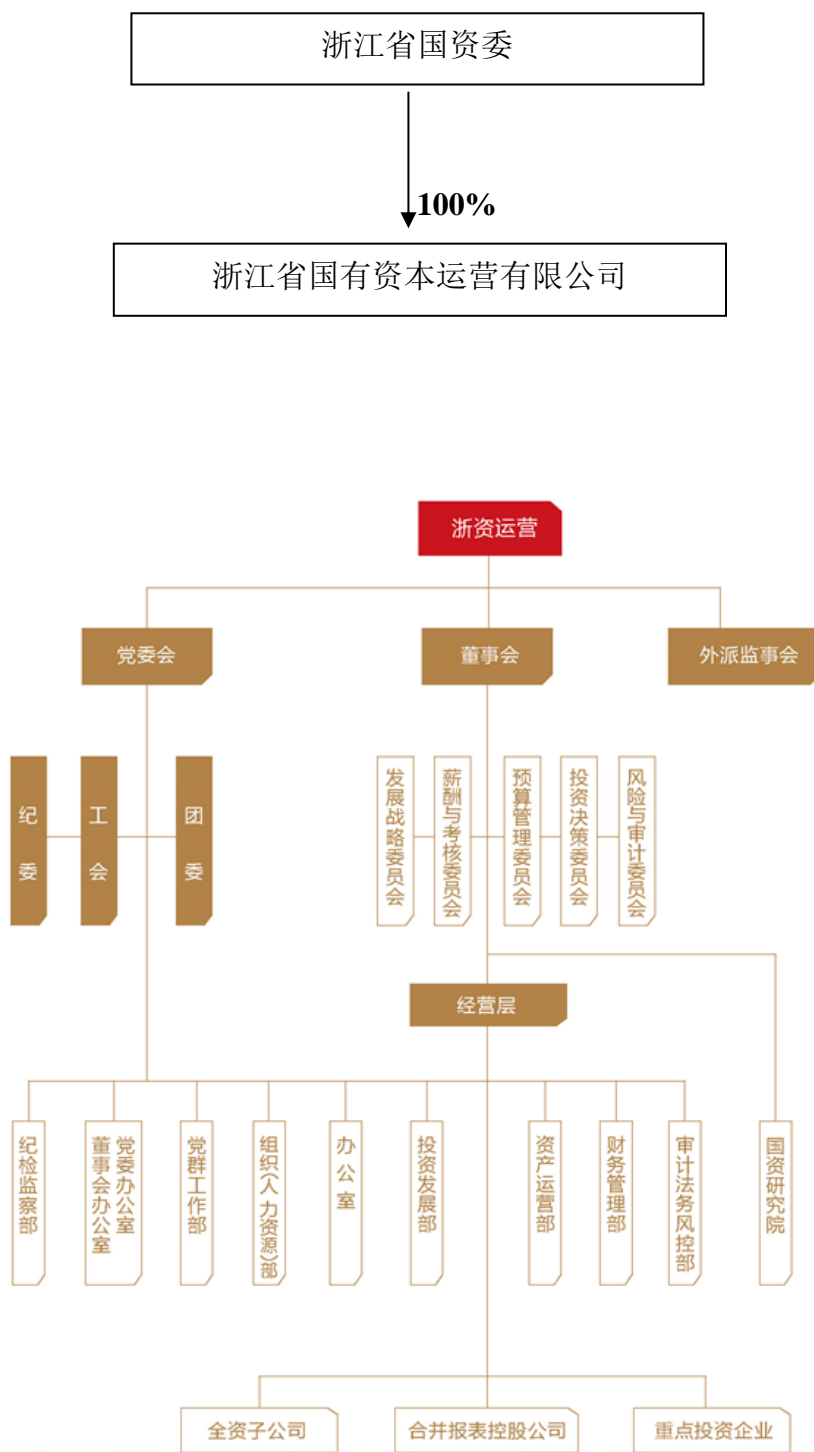 浙江省国资委
100%
浙江省国有资本运营有限公司
浙资运营
党委会
董事会
外派监事会
纪委
工会
团委
发展战略委员会
薪酬与考核委员会
预算管理委员会
投资决策委员会
风险与审计委员会
经营层
纪检监察部
党委办公室
董事会办公室
党群工作部
组织(人力资源)部
办公室
投资发展部
资产运营部
财务管理部
审计法务风控部
国资研究院
全资子公司
合并报表控股公司
重点投资企业